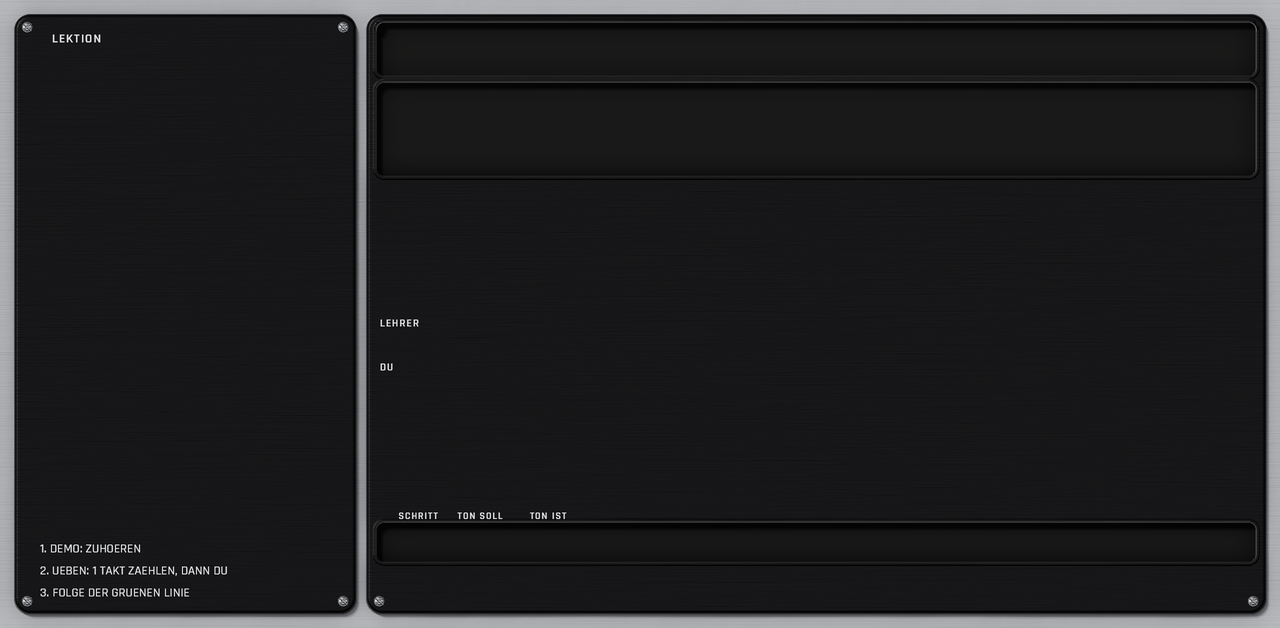 LEKTION
LEHRER
DU
SCHRITT TON SOLL TON IST
1. DEMO: ZUHOEREN
2. UEBEN: 1 TAKT ZAEHLEN, DANN DU
3. FOLGE DER GRUENEN LINIE